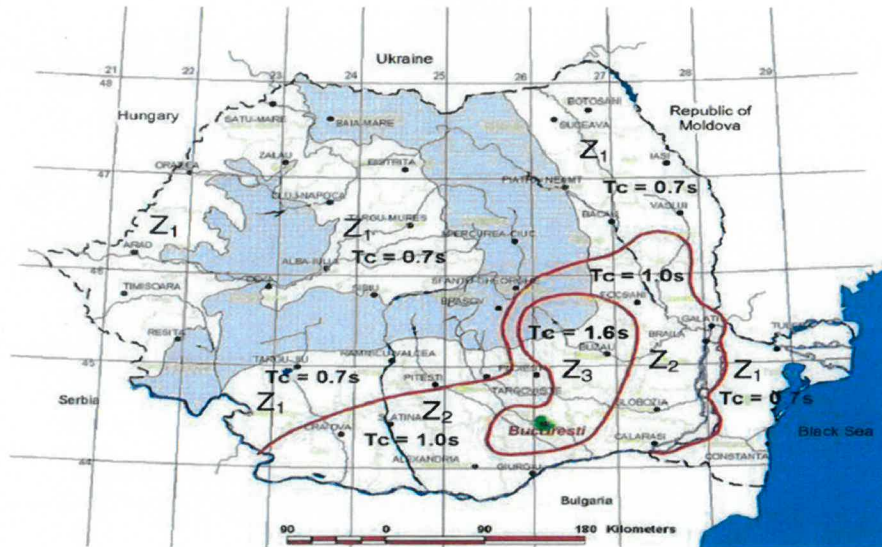 Ukraine
21
22
23
24
25
26
27
28
29
48
Hungary
Republic of
Moldova
SATU-MARE
BAIA-MARE
BOTOSANI
SUCEAVA
47
ORADEA
ZALAU
BISTRITA
Z1
IASI
PIATRA NEAMT
Tc = 0.7s
CLUJ-NAPOCA
VASLUI
Z1
TARGU-MURES
BACAU
Z1
ARAD
MIERCUREA-CIUC
Tc = 0.7s
ALBA-IULIA
46
Tc = 1.0s
TIMISOARA
DEVA
SIBIU
SFANTU-GHEORGHE
BRASOV
FOCSANI
RESITA
GALATI
Tc = 1.6s
BRAILA
BUZAU
45
TARGU-JIU
RAMNICU-VALCEA
Z2
Z1
Tc = 0.7s
PITESTI
Z3
TARGOVISTE
Serbia
Z1
Tc = 0.7s
Z2
SLATINA
CRAIOVA
Tc = 1.0s
Bucuresti
CALARASI
Black Sea
CONSTANTA
44
ALEXANDRIA
GIURGIU
Bulgaria
90
0
90
180 Kilometers